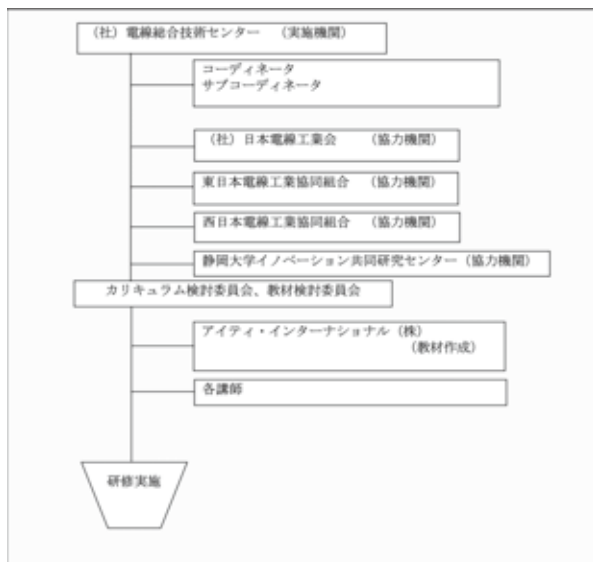 （社）電線総合技術センター　（実施機関）
コーディネータ
サブコーディネータ
（社）日本電線工業会　　（協力機関）
東日本電線工業協同組合　（協力機関）
西日本電線工業協同組合　（協力機関）
静岡大学イノベーション共同研究センター（協力機関）
カリキュラム検討委員会、教材検討委員会
アイティ・インターナショナル（株）
（教材作成）
各講師
研修実施